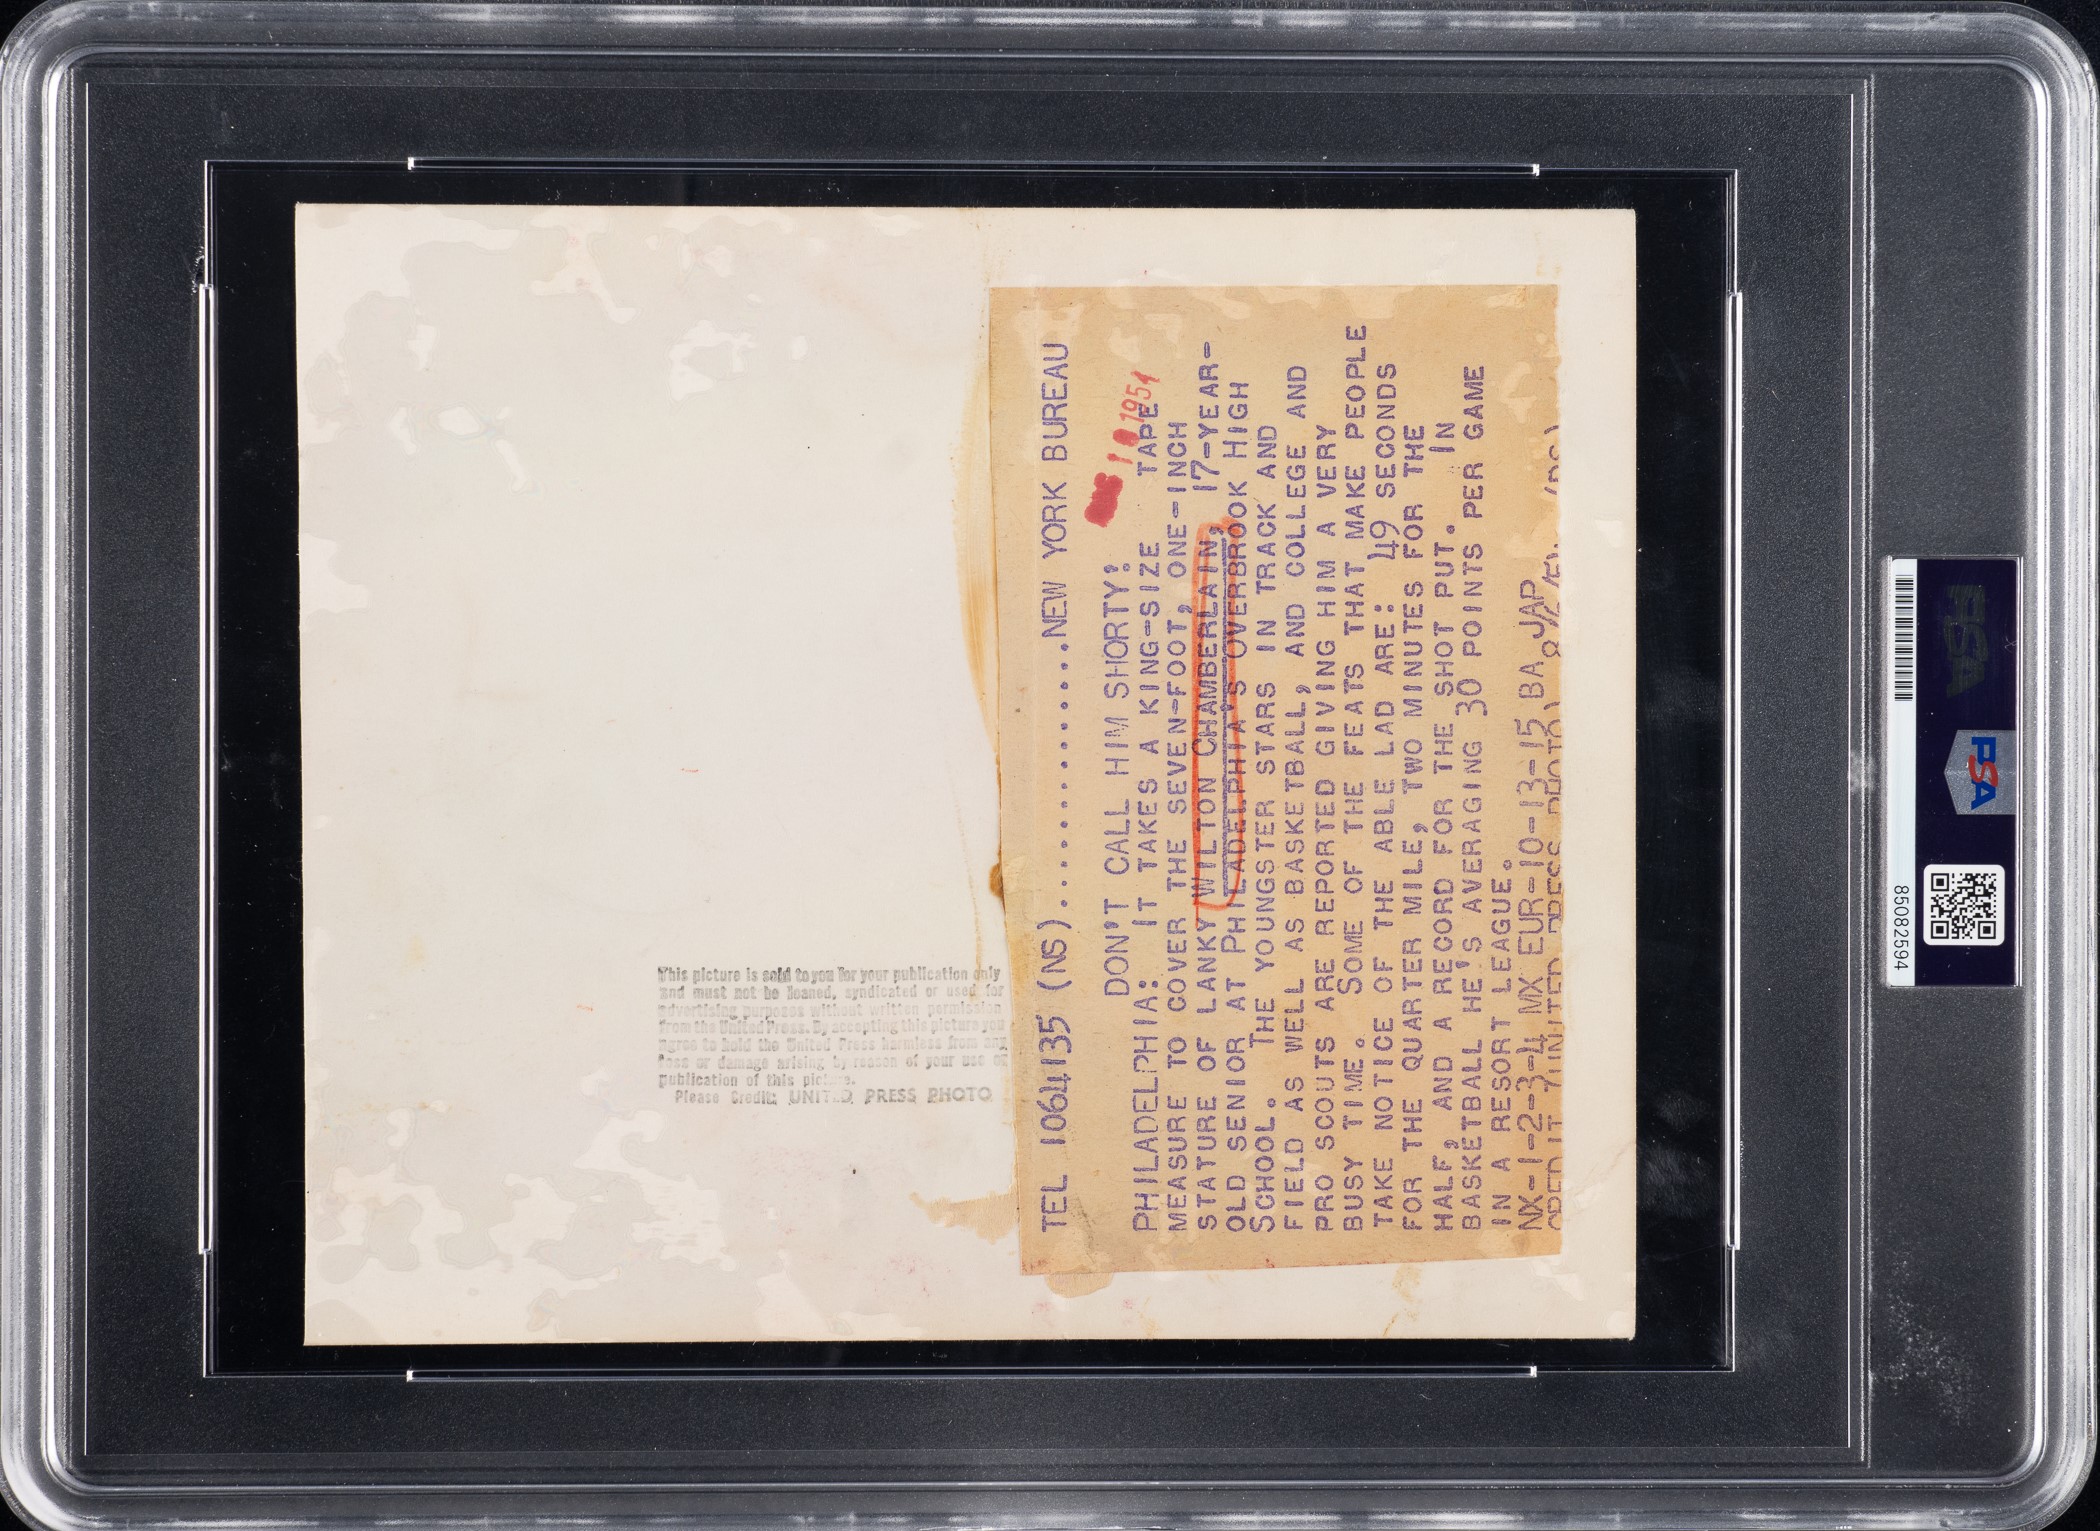 This picture is sold to you for your publication only
and must not be loaned, syndicated or used for
advertising purposes without written permission
from the United Press. By accepting this picture you
agree to hold the United Press harmless from any
loss or damage arising by reason of your use or
publication of this picture.
Please Credit: UNITED PRESS PHOTO
TEL 1064135 (NS)....................NEW YORK BUREAU
1954
DON'T CALL HIM SHORTY!
PHILADELPHIA: IT TAKES A KING-SIZE TAPE
MEASURE TO COVER THE SEVEN-FOOT, ONE-INCH
STATURE OF LANKY WILTON CHAMBERLAIN, 17-YEAR-
OLD SENIOR AT PHILADELPHIA'S OVERBROOK HIGH
SCHOOL. THE YOUNGSTER STARS IN TRACK AND
FIELD AS WELL AS BASKETBALL, AND COLLEGE AND
PRO SCOUTS ARE REPORTED GIVING HIM A VERY
BUSY TIME. SOME OF THE FEATS THAT MAKE PEOPLE
TAKE NOTICE OF THE ABLE LAD ARE: 49 SECONDS
FOR THE QUARTER MILE, TWO MINUTES FOR THE
HALF, AND A RECORD FOR THE SHOT PUT. IN
BASKETBALL HE'S AVERAGING 30 POINTS PER GAME
IN A RESORT LEAGUE.
NX-1-2-3-4 MX EUR-10-13-15 BA JAP
CREDIT (UNITED PRESS PHOTO)
PSA
85082594